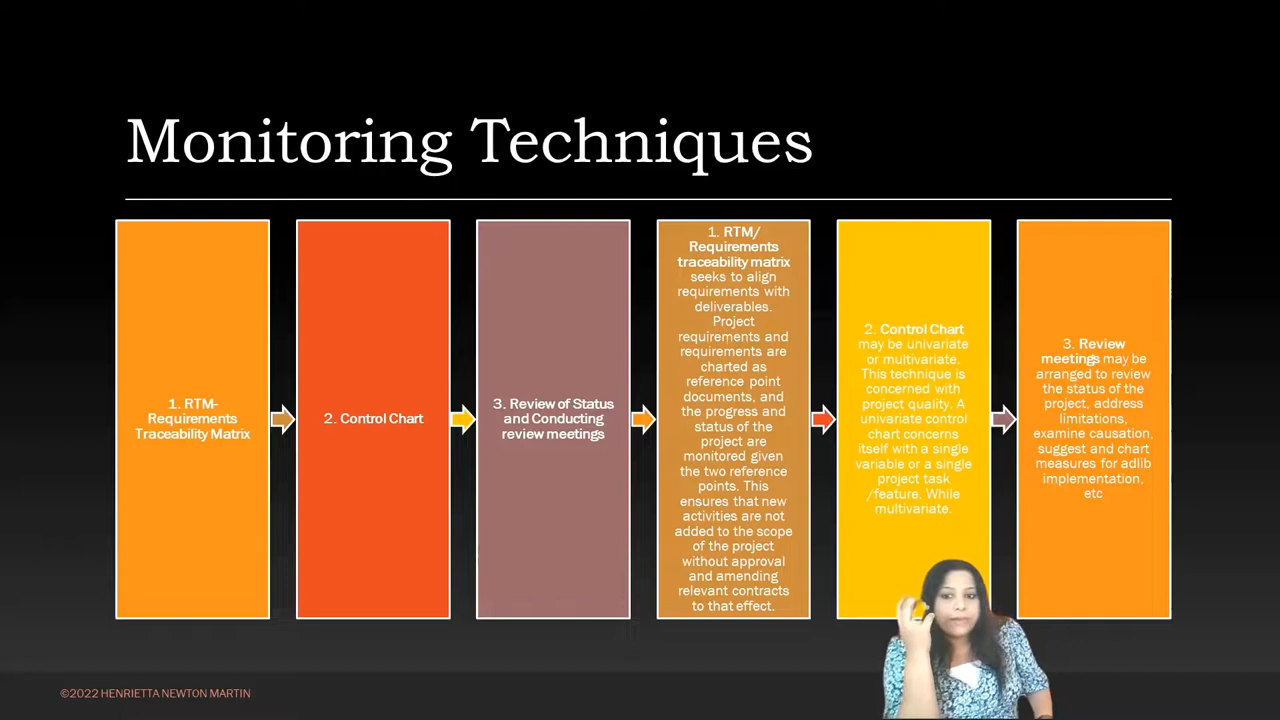 Monitoring Techniques
1. RTM-
Requirements
Traceability Matrix
2. Control Chart
3. Review of Status
and Conducting
review meetings
1. RTM/
Requirements
traceability matrix
seeks to align
requirements with
deliverables.
Project
requirements and
requirements are
charted as
reference point
documents, and
the progress and
status of the
project are
monitored given
the two reference
points. This
ensures that new
activities are not
added to the scope
of the project
without approval
and amending
relevant contracts
to that effect.
2. Control Chart
may be univariate
or multivariate.
This technique is
concerned with
project quality. A
univariate control
chart concerns
itself with a single
variable or a single
project task
/feature. While
multivariate.
3. Review
meetings may be
arranged to review
the status of the
project, address
limitations,
examine causation,
suggest and chart
measures for adlib
implementation,
etc
©2022 HENRIETTA NEWTON MARTIN